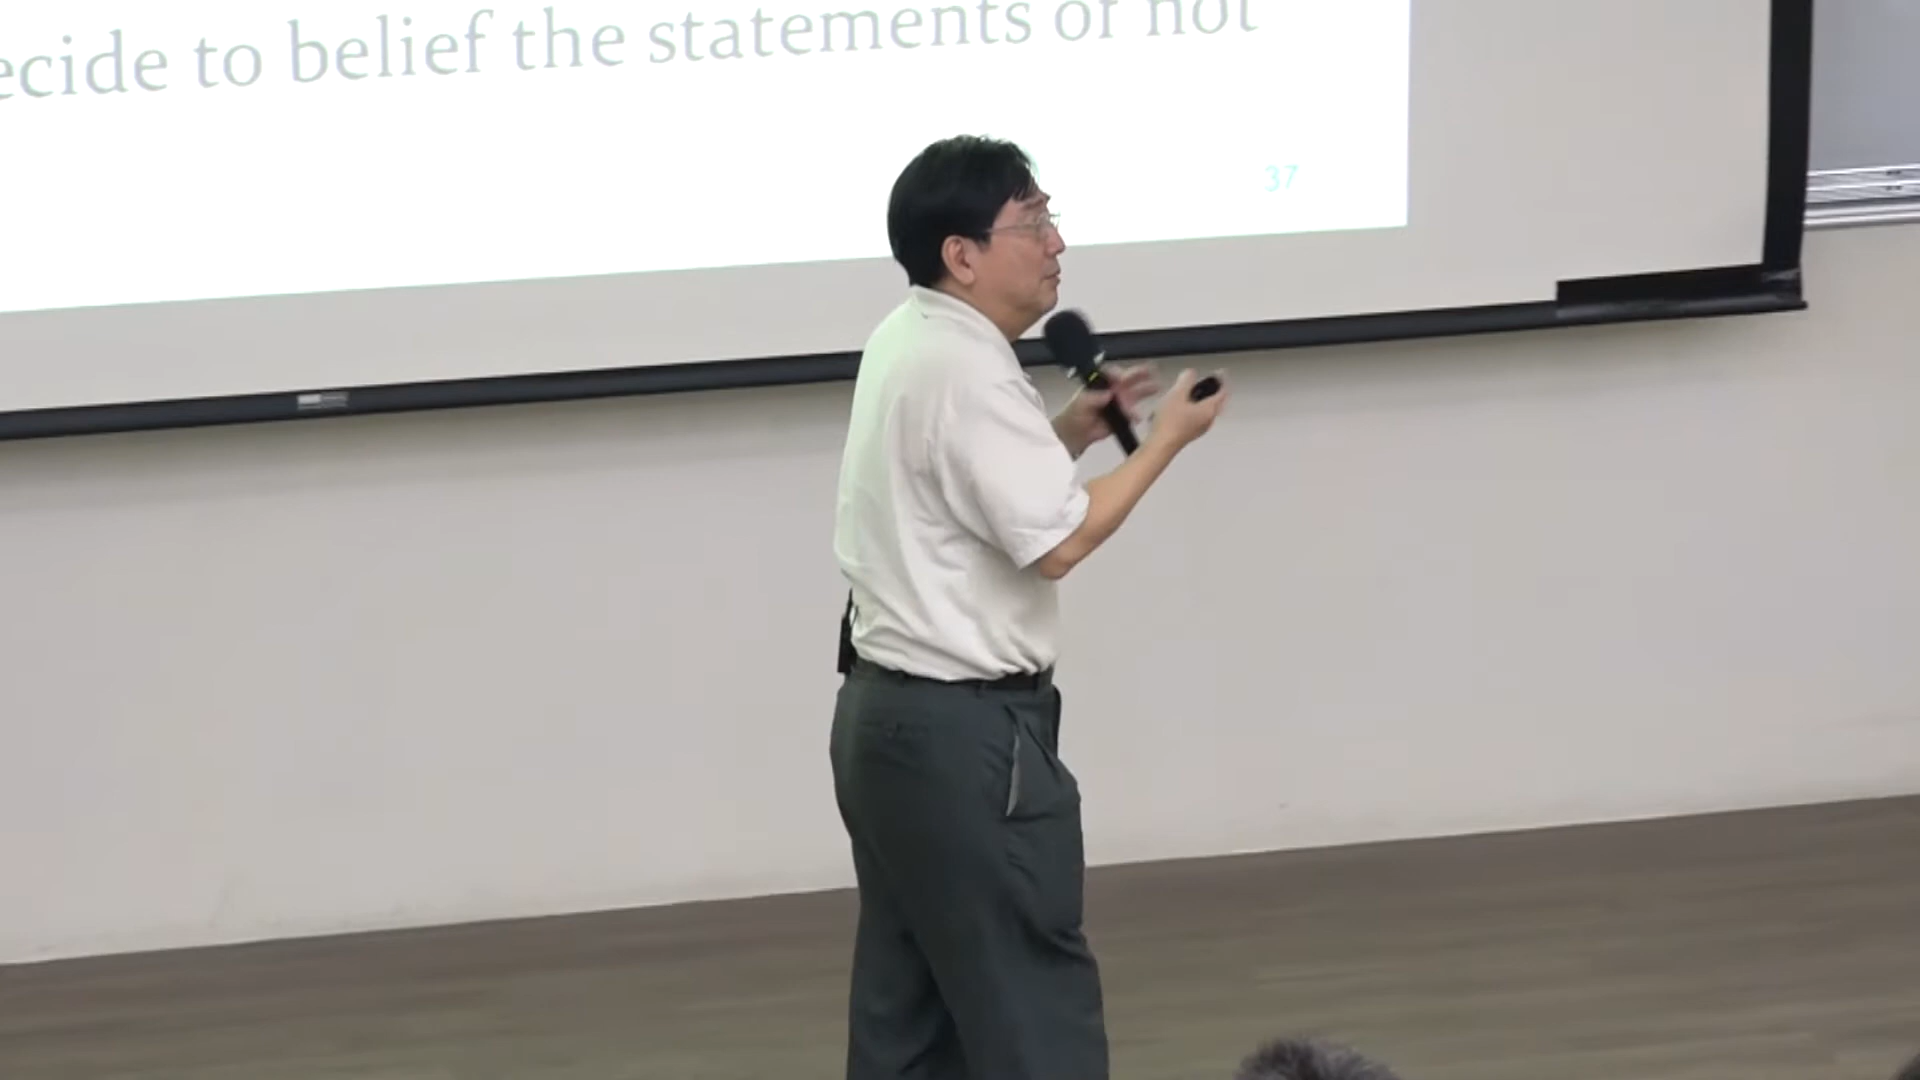 ecide to belief the statements or not
37